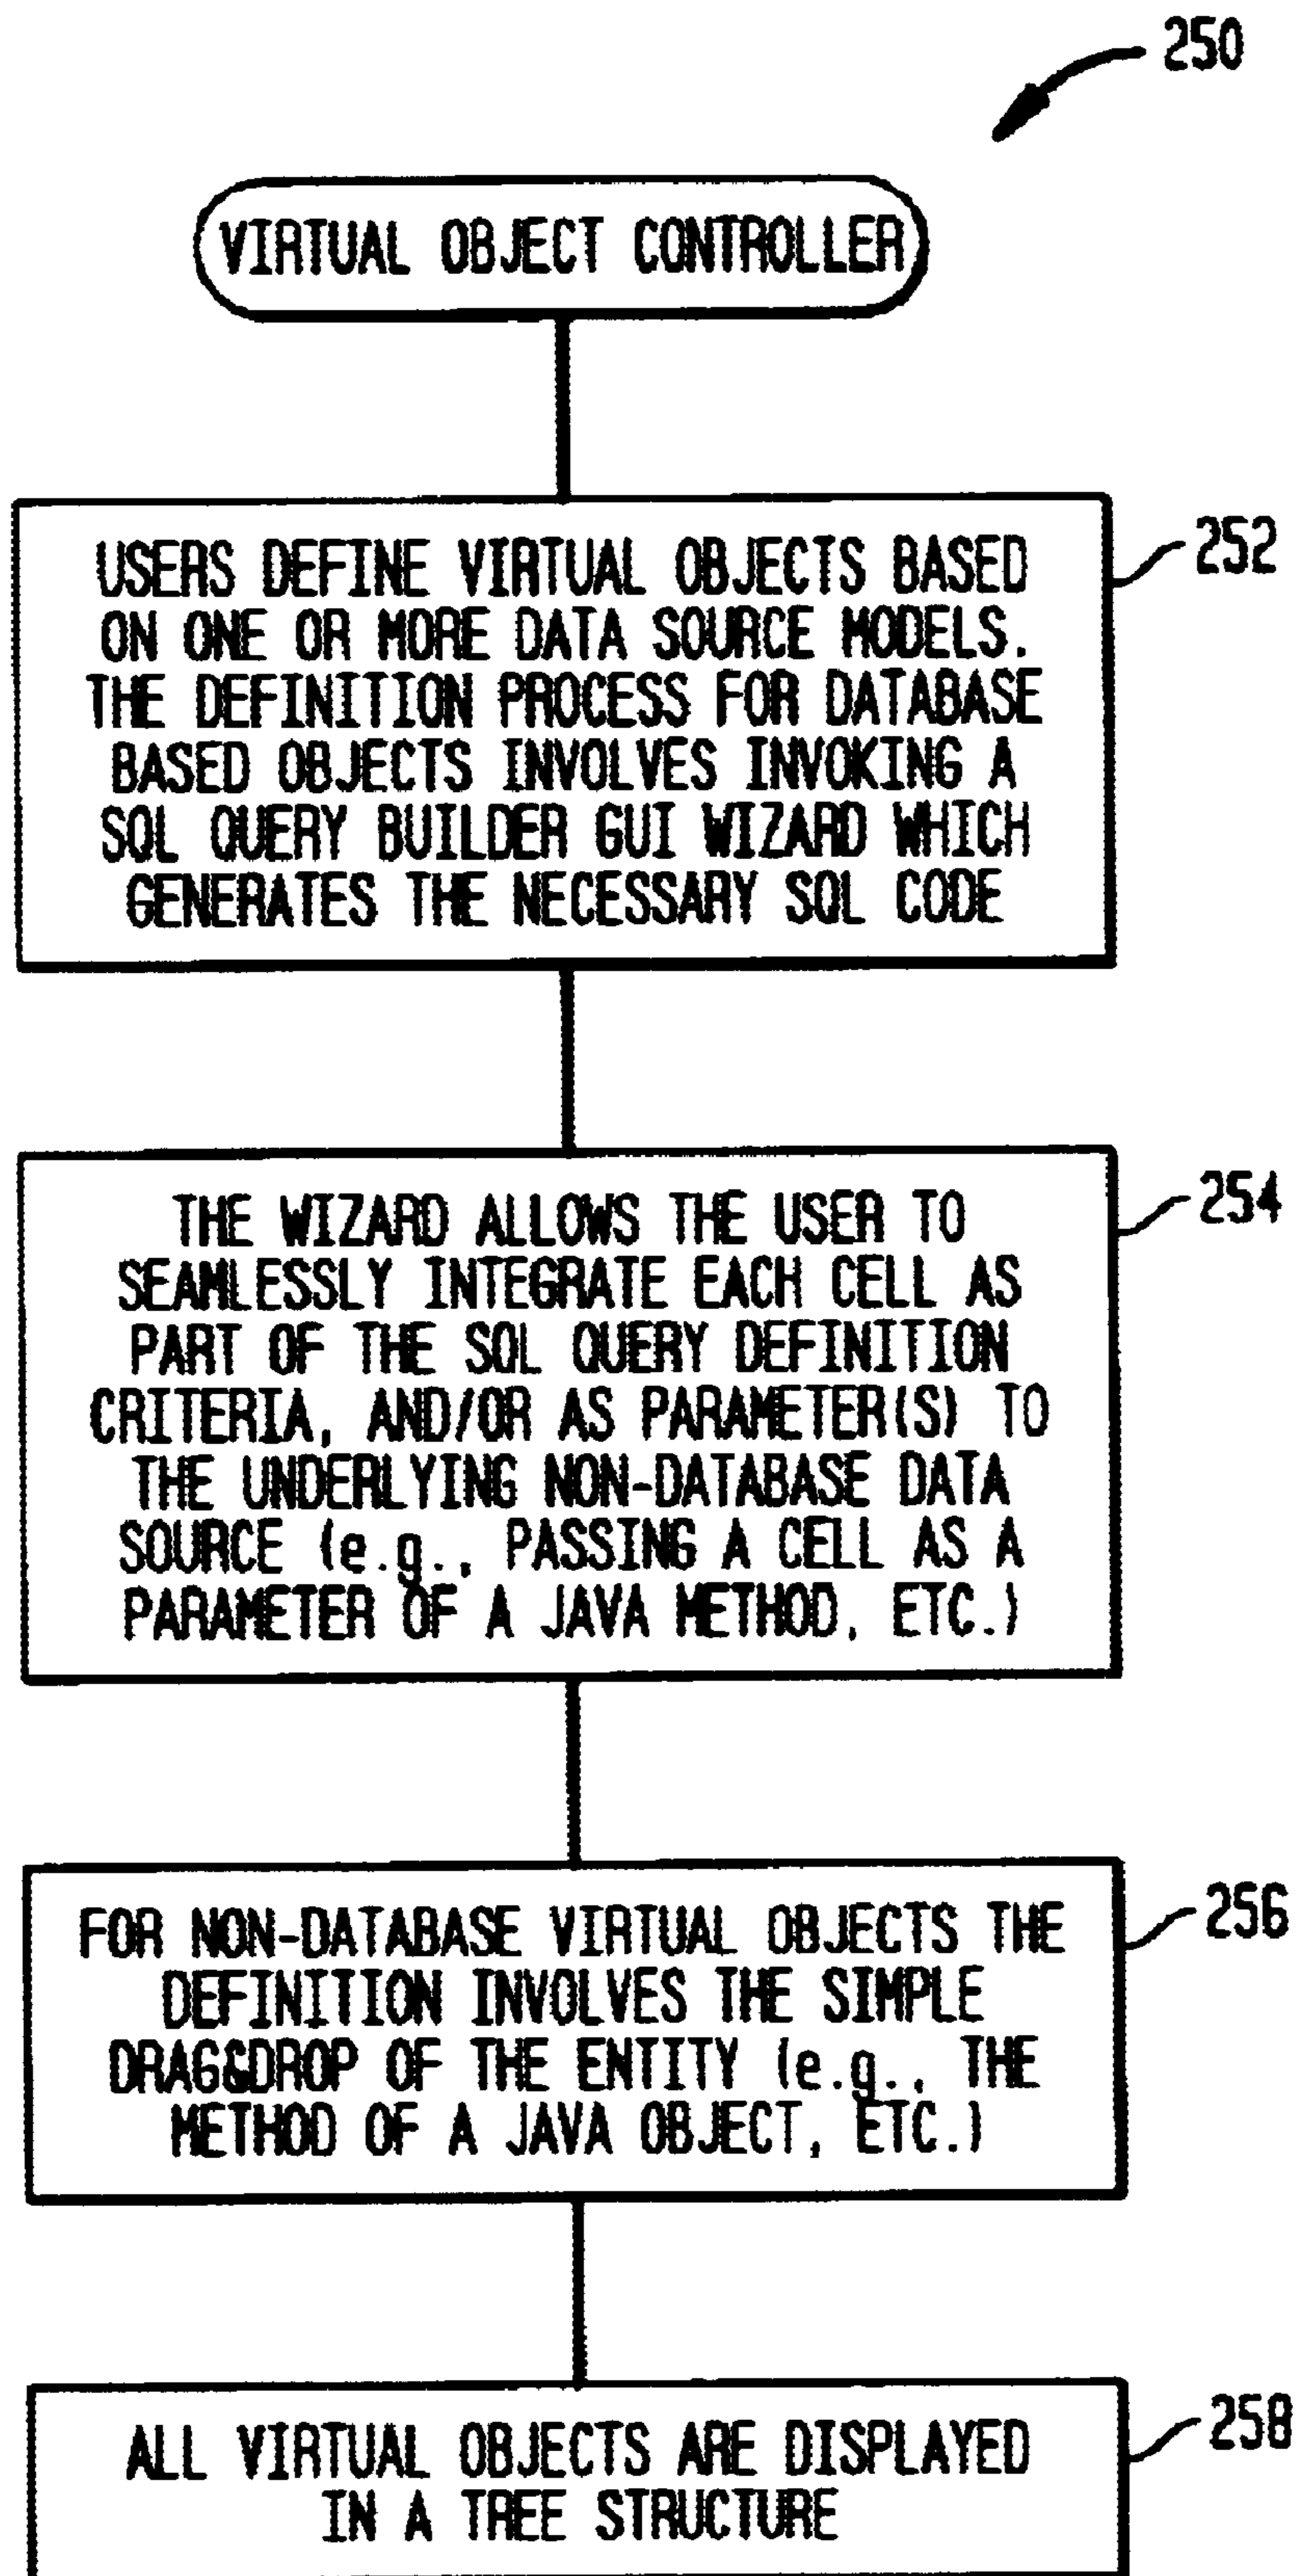 250
VIRTUAL OBJECT CONTROLLER
252
USERS DEFINE VIRTUAL OBJECTS BASED
ON ONE OR MORE DATA SOURCE MODELS.
THE DEFINITION PROCESS FOR DATABASE
BASED OBJECTS INVOLVES INVOKING A
SQL QUERY BUILDER GUI WIZARD WHICH
GENERATES THE NECESSARY SQL CODE
254
THE WIZARD ALLOWS THE USER TO
SEAMLESSLY INTEGRATE EACH CELL AS
PART OF THE SQL QUERY DEFINITION
CRITERIA, AND/OR AS PARAMETER(S) TO
THE UNDERLYING NON-DATABASE DATA
SOURCE (e.g., PASSING A CELL AS A
PARAMETER OF A JAVA METHOD, ETC.)
256
FOR NON-DATABASE VIRTUAL OBJECTS THE
DEFINITION INVOLVES THE SIMPLE
DRAG&DROP OF THE ENTITY (e.g., THE
METHOD OF A JAVA OBJECT, ETC.)
258
ALL VIRTUAL OBJECTS ARE DISPLAYED
IN A TREE STRUCTURE